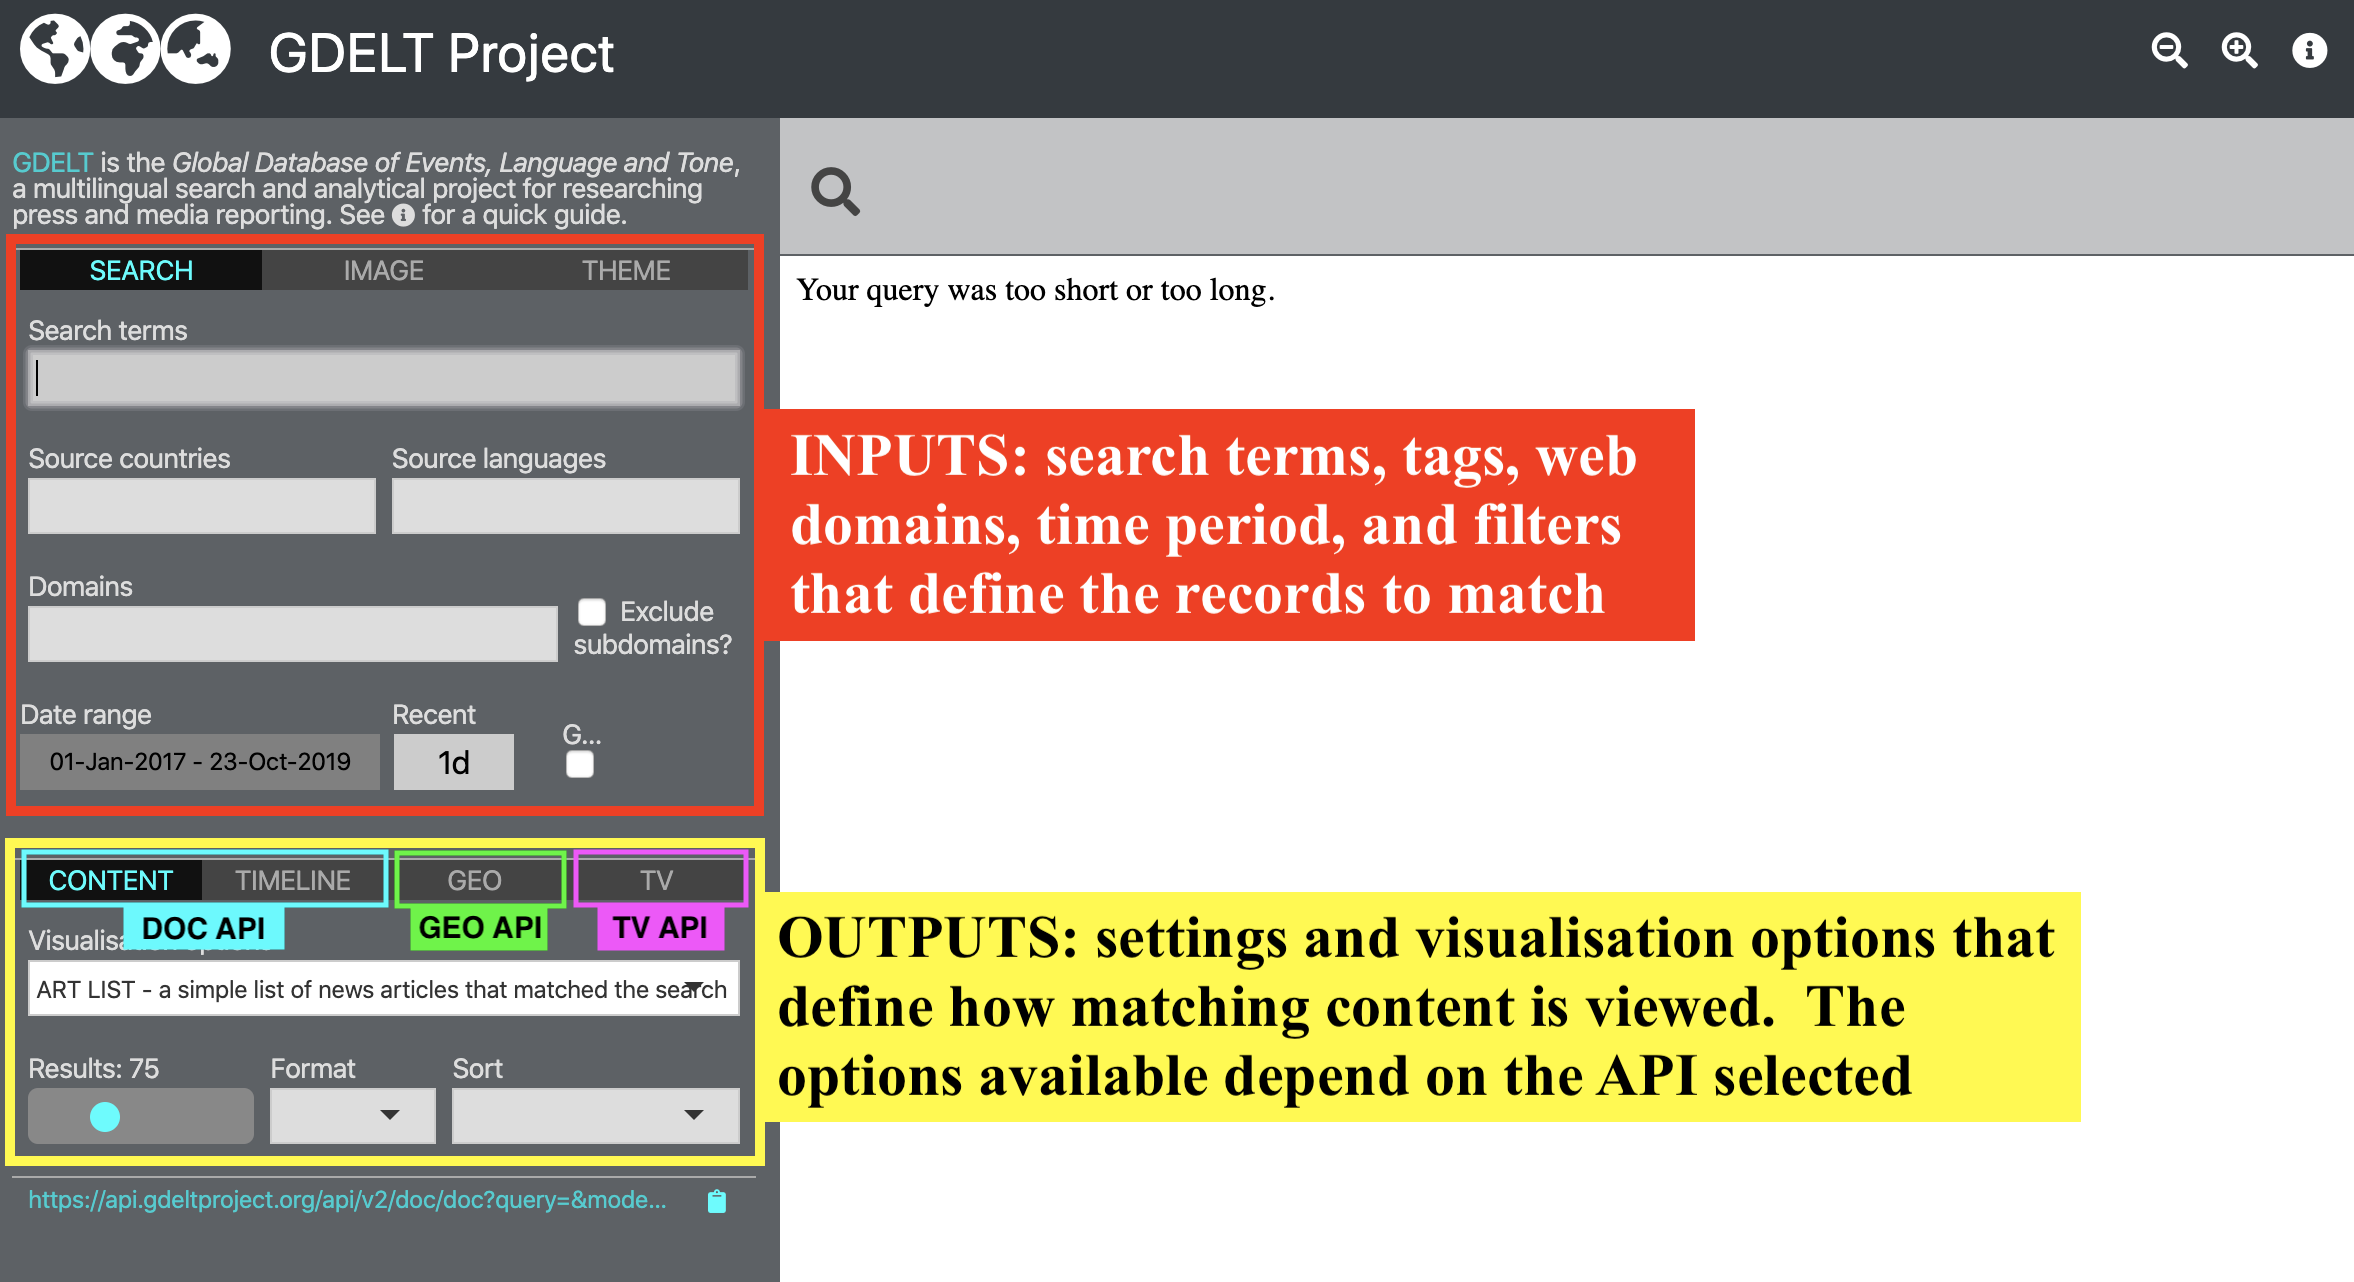 GDELT Project
GDELT is the Global Database of Events, Language and Tone,
a multilingual search and analytical project for researching
press and media reporting. See for a quick guide.
SEARCH IMAGE THEME
Search terms
Source countries Source languages
Domains
Exclude
subdomains?
Date range Recent G...
01-Jan-2017 - 23-Oct-2019 1d
CONTENT TIMELINE GEO TV
DOC API GEO API TV API
ART LIST - a simple list of news articles that matched the search
Results: 75 Format Sort
https://api.gdeltproject.org/api/v2/doc/doc?query=&mode...
Your query was too short or too long.
INPUTS: search terms, tags, web
domains, time period, and filters
that define the records to match
OUTPUTS: settings and visualisation options that
define how matching content is viewed. The
options available depend on the API selected